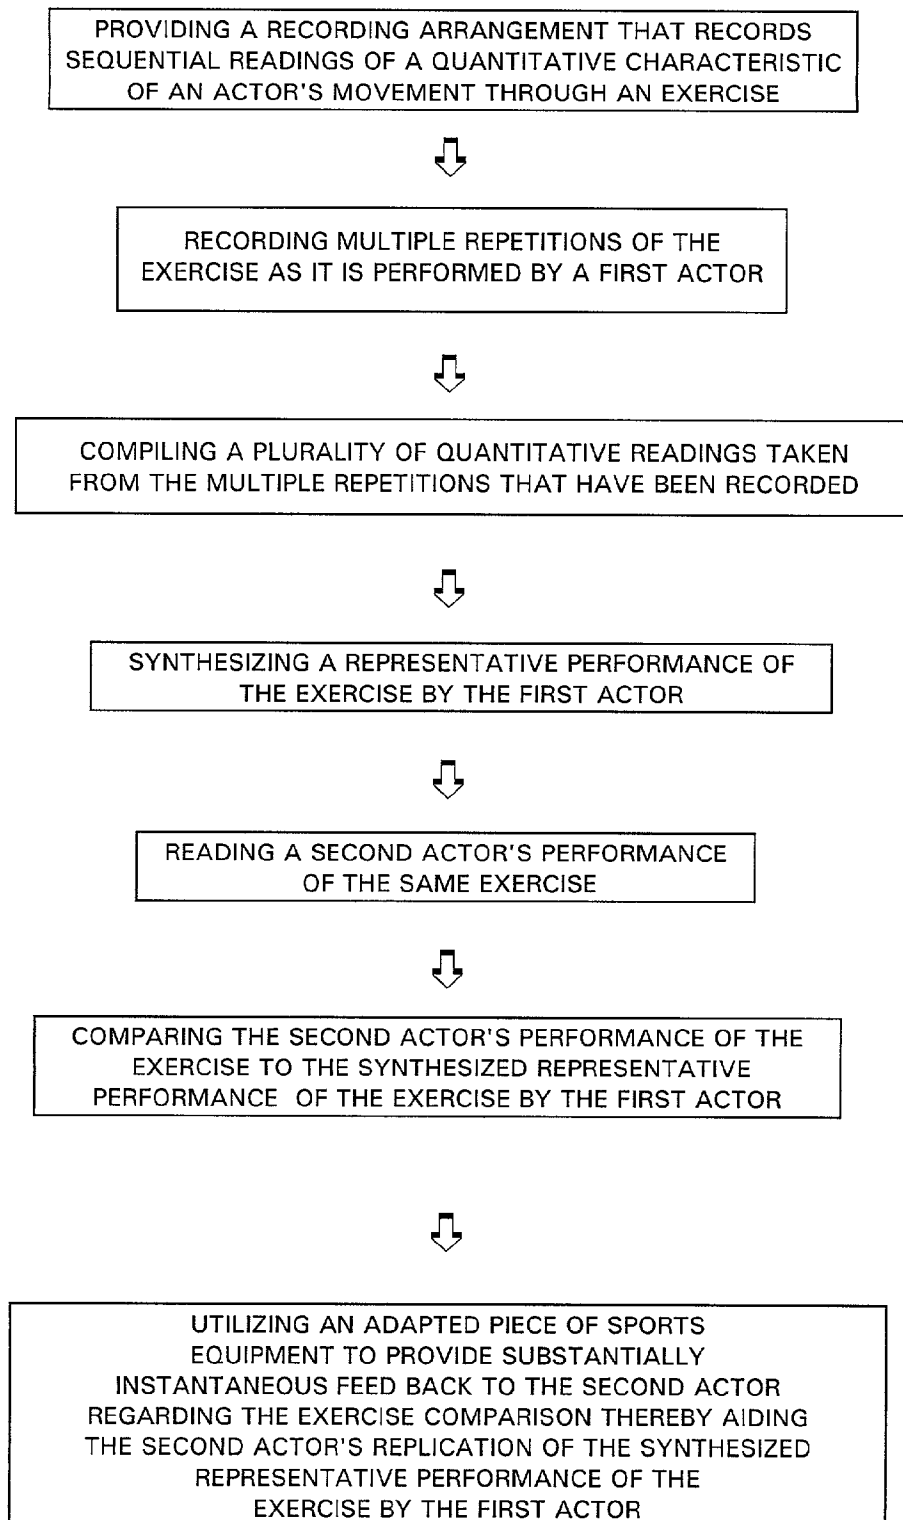 PROVIDING A RECORDING ARRANGEMENT THAT RECORDS
SEQUENTIAL READINGS OF A QUANTITATIVE CHARACTERISTIC
OF AN ACTOR'S MOVEMENT THROUGH AN EXERCISE
RECORDING MULTIPLE REPETITIONS OF THE
EXERCISE AS IT IS PERFORMED BY A FIRST ACTOR
COMPILING A PLURALITY OF QUANTITATIVE READINGS TAKEN
FROM THE MULTIPLE REPETITIONS THAT HAVE BEEN RECORDED
SYNTHESIZING A REPRESENTATIVE PERFORMANCE OF
THE EXERCISE BY THE FIRST ACTOR
READING A SECOND ACTOR'S PERFORMANCE
OF THE SAME EXERCISE
COMPARING THE SECOND ACTOR'S PERFORMANCE OF THE
EXERCISE TO THE SYNTHESIZED REPRESENTATIVE
PERFORMANCE OF THE EXERCISE BY THE FIRST ACTOR
UTILIZING AN ADAPTED PIECE OF SPORTS
EQUIPMENT TO PROVIDE SUBSTANTIALLY
INSTANTANEOUS FEED BACK TO THE SECOND ACTOR
REGARDING THE EXERCISE COMPARISON THEREBY AIDING
THE SECOND ACTOR'S REPLICATION OF THE SYNTHESIZED
REPRESENTATIVE PERFORMANCE OF THE
EXERCISE BY THE FIRST ACTOR